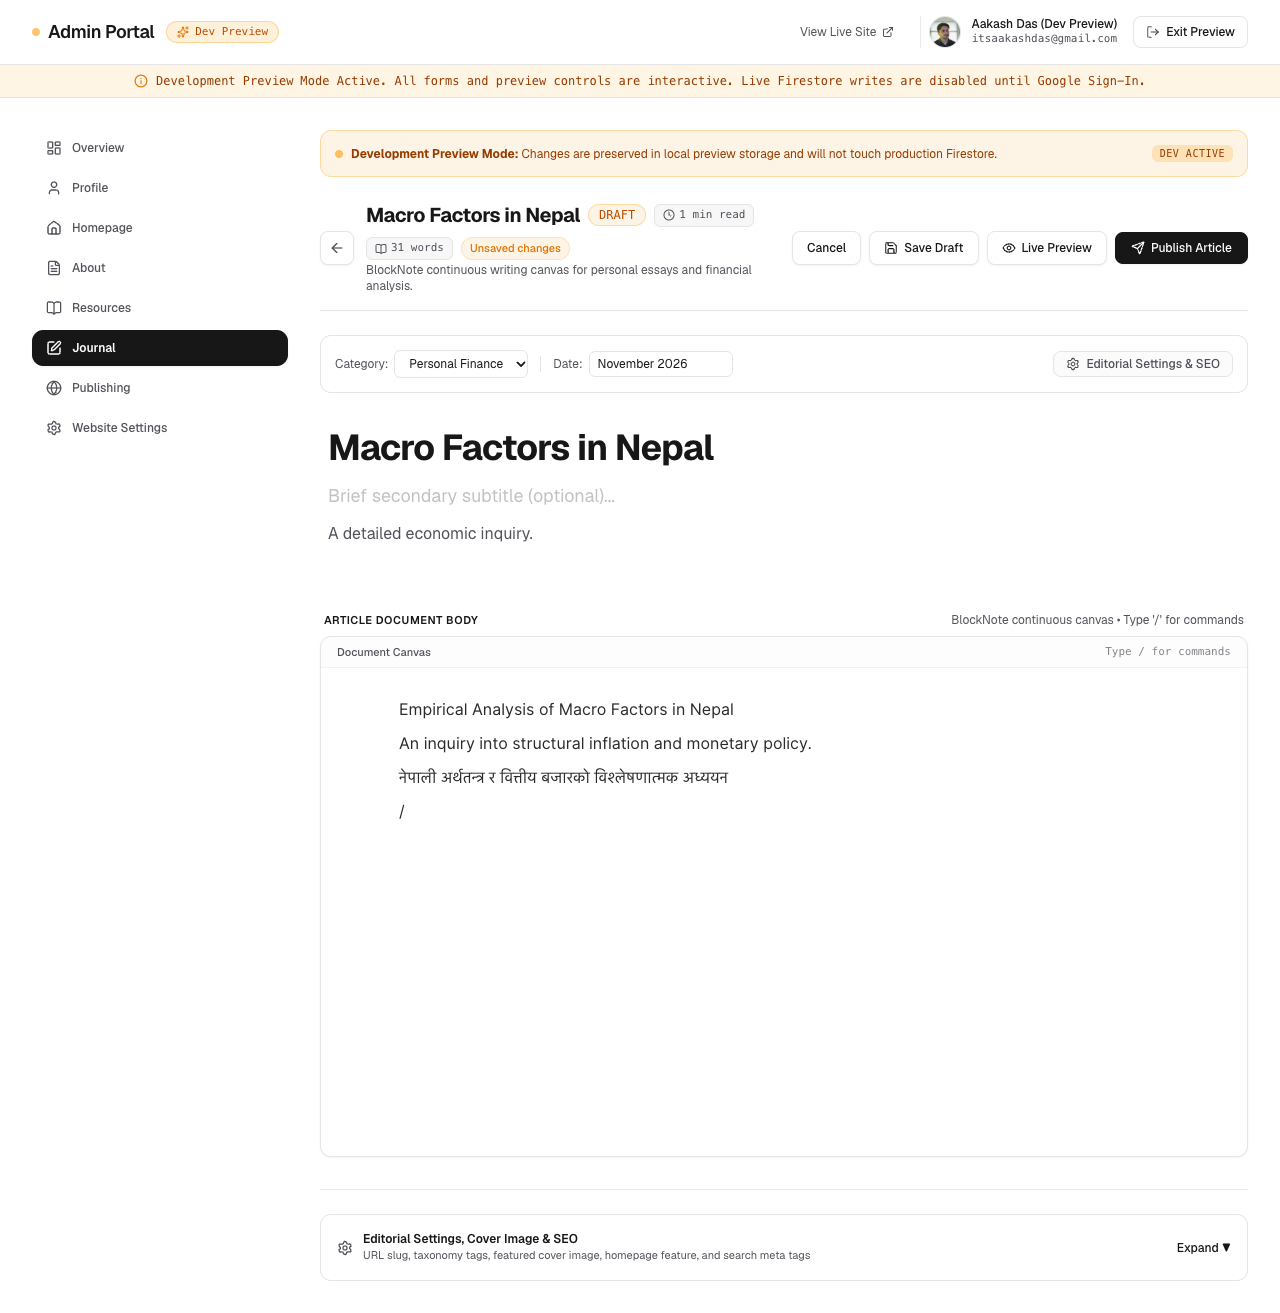 Admin Portal
Dev Preview
View Live Site
Aakash Das (Dev Preview)
itsaakashdas@gmail.com
Exit Preview
Development Preview Mode Active. All forms and preview controls are interactive. Live Firestore writes are disabled until Google Sign-In.
Overview
Profile
Homepage
About
Resources
Journal
Publishing
Website Settings
Development Preview Mode: Changes are preserved in local preview storage and will not touch production Firestore.
DEV ACTIVE
Macro Factors in Nepal
DRAFT
1 min read
31 words
Unsaved changes
BlockNote continuous writing canvas for personal essays and financial
analysis.
Cancel
Save Draft
Live Preview
Publish Article
Category:
Personal Finance
Date:
November 2026
Editorial Settings & SEO
Macro Factors in Nepal
Brief secondary subtitle (optional)...
A detailed economic inquiry.
ARTICLE DOCUMENT BODY
BlockNote continuous canvas • Type '/' for commands
Document Canvas
Type / for commands
Empirical Analysis of Macro Factors in Nepal
An inquiry into structural inflation and monetary policy.
नेपाली अर्थतन्त्र र वित्तीय बजारको विश्लेषणात्मक अध्ययन
/
Editorial Settings, Cover Image & SEO
URL slug, taxonomy tags, featured cover image, homepage feature, and search meta tags
Expand ▼